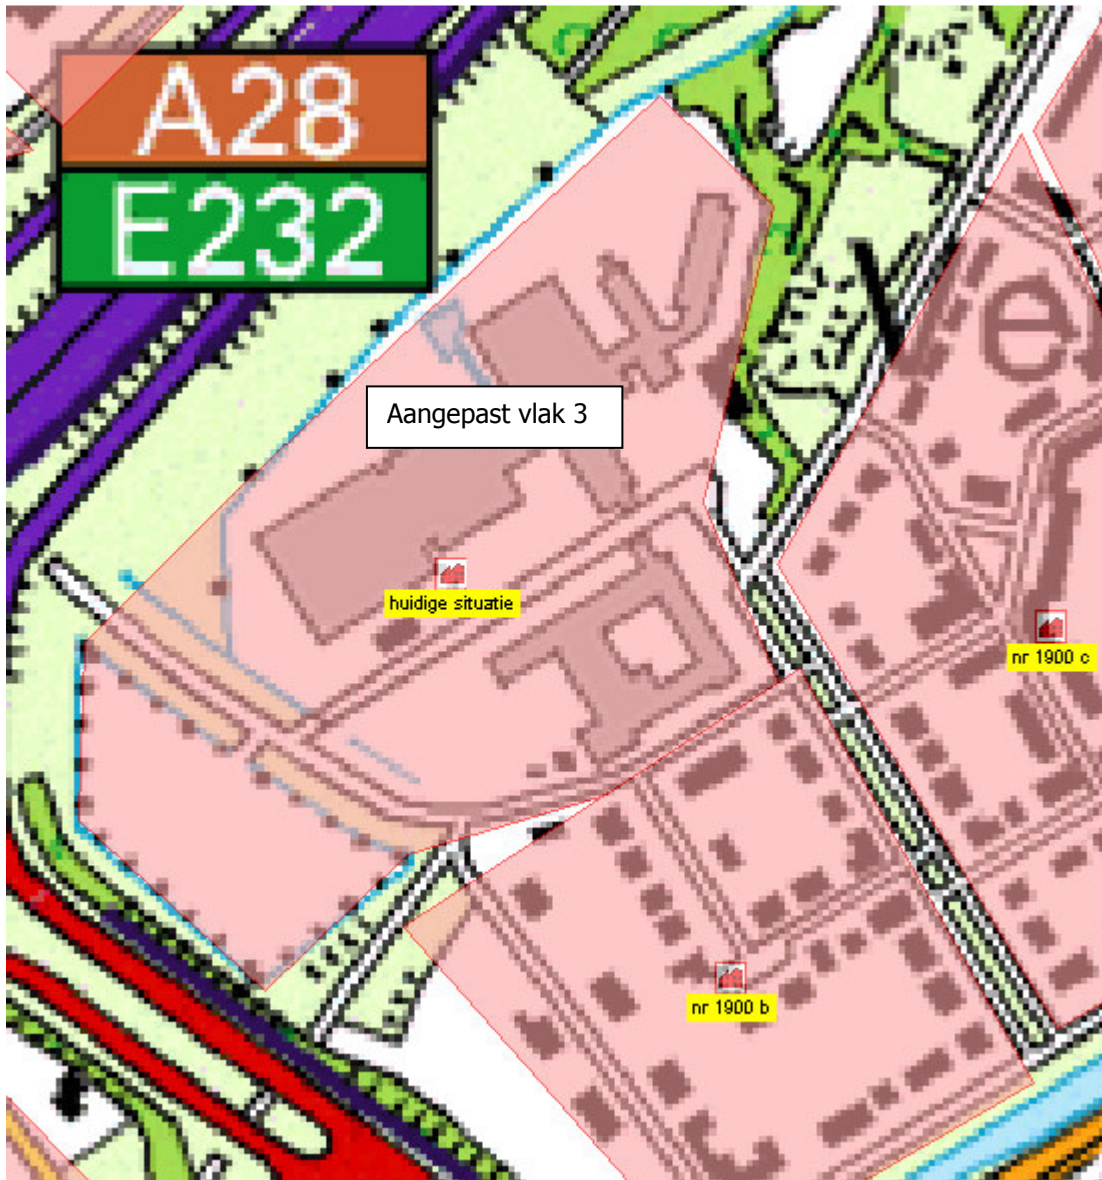 A28
E232
e
Aangepast vlak 3
huidige situatie
nr 1900 c
nr 1900 b